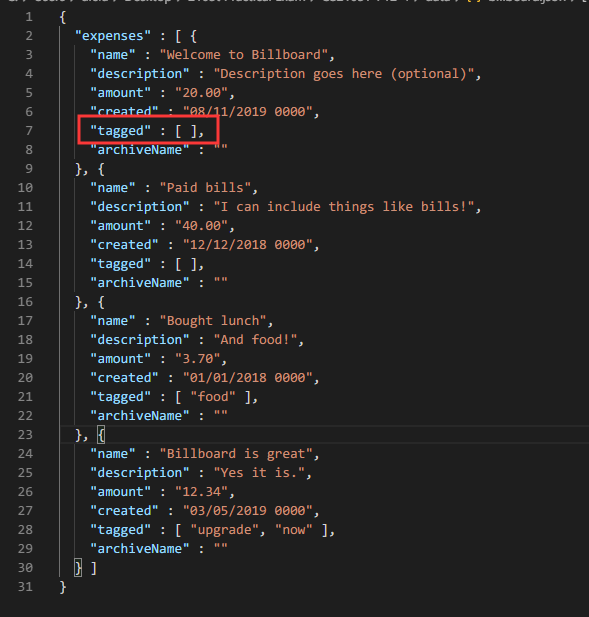 1 {
2 "expenses" : [ {
3 "name" : "Welcome to Billboard",
4 "description" : "Description goes here (optional)",
5 "amount" : "20.00",
6 "created" : "08/11/2019 0000",
7 "tagged" : [ ],
8 "archiveName" : ""
9 }, {
10 "name" : "Paid bills",
11 "description" : "I can include things like bills!",
12 "amount" : "40.00",
13 "created" : "12/12/2018 0000",
14 "tagged" : [ ],
15 "archiveName" : ""
16 }, {
17 "name" : "Bought lunch",
18 "description" : "And food!",
19 "amount" : "3.70",
20 "created" : "01/01/2018 0000",
21 "tagged" : [ "food" ],
22 "archiveName" : ""
23 }, {
24 "name" : "Billboard is great",
25 "description" : "Yes it is.",
26 "amount" : "12.34",
27 "created" : "03/05/2019 0000",
28 "tagged" : [ "upgrade", "now" ],
29 "archiveName" : ""
30 } ]
31 }